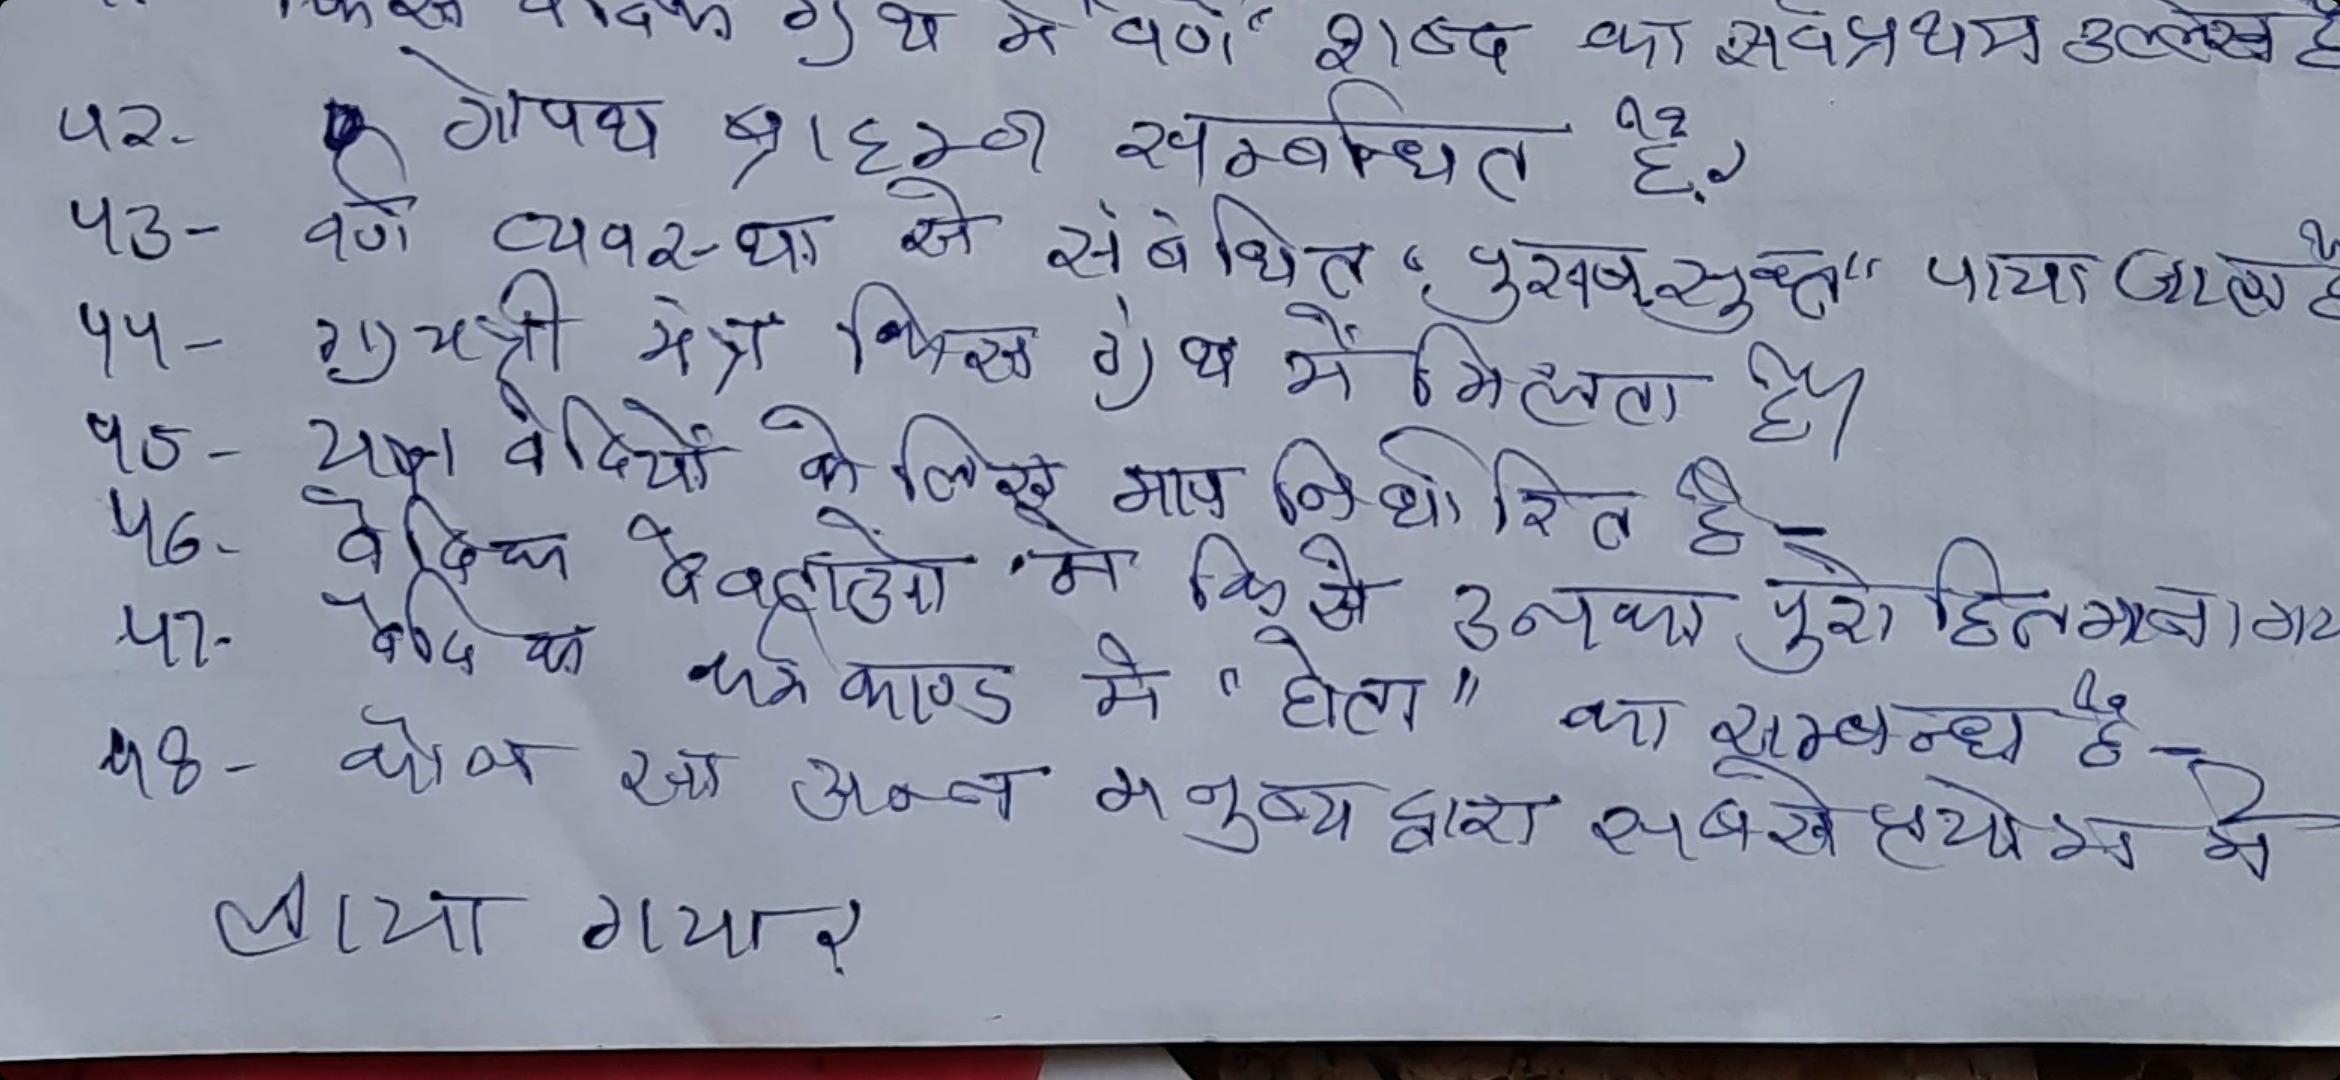 किस वैदिक ग्रंथ में "वर्ण" शब्द का सर्वप्रथम उल्लेख है
42- गोपथ ब्राह्मण सम्बन्धित है?
43- वर्ण व्यवस्था से संबंधित "पुरुष सुक्त" पाया जाता है
44- गायत्री मंत्र किस ग्रंथ में मिलता है
45- यज्ञ वेदियों के लिए माप निर्धारित है-
46- वैदिक देवताओं में किसे उनका पुरोहित माना गय
47- वैदिक कर्मकाण्ड में "होता" का सम्बन्ध है-
48- कौन सा अन्न मनुष्य द्वारा सबसे प्रयोग में
लाया गया?